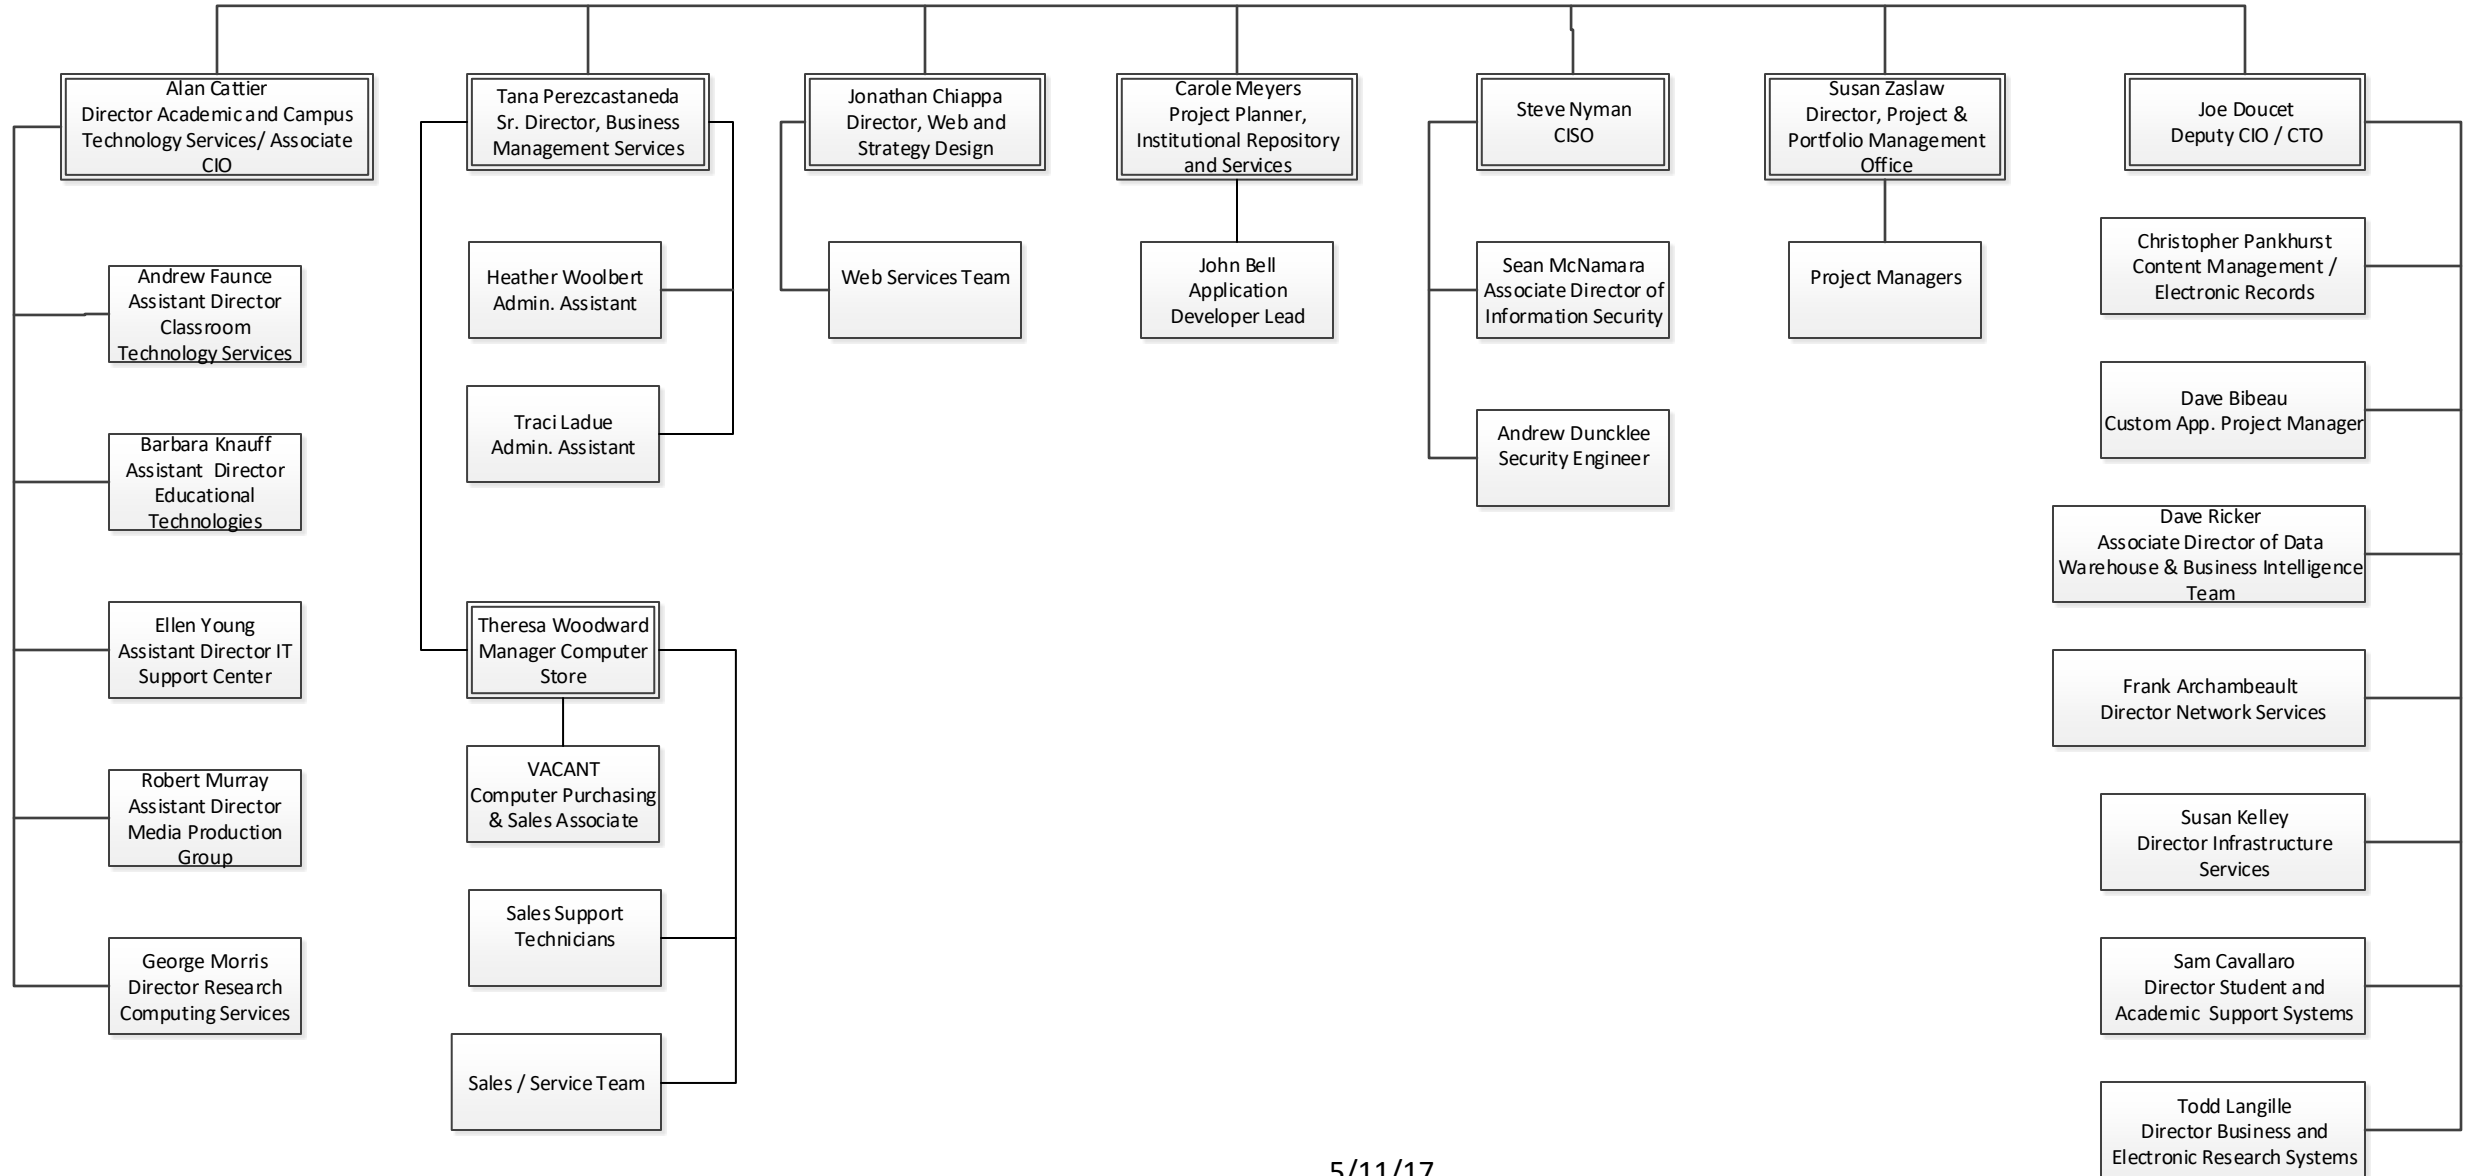 Alan Cattier
Director Academic and Campus
Technology Services/ Associate
CIO
Tana Perezcastaneda
Sr. Director, Business
Management Services
Jonathan Chiappa
Director, Web and
Strategy Design
Carole Meyers
Project Planner,
Institutional Repository
and Services
Steve Nyman
CISO
Susan Zaslaw
Director, Project &
Portfolio Management
Office
Joe Doucet
Deputy CIO / CTO
Andrew Faunce
Assistant Director
Classroom
Technology Services
Barbara Knauff
Assistant Director
Educational
Technologies
Ellen Young
Assistant Director IT
Support Center
Robert Murray
Assistant Director
Media Production
Group
George Morris
Director Research
Computing Services
Heather Woolbert
Admin. Assistant
Traci Ladue
Admin. Assistant
Theresa Woodward
Manager Computer
Store
VACANT
Computer Purchasing
& Sales Associate
Sales Support
Technicians
Sales / Service Team
Web Services Team
John Bell
Application
Developer Lead
Sean McNamara
Associate Director of
Information Security
Andrew Duncklee
Security Engineer
Project Managers
Christopher Pankhurst
Content Management /
Electronic Records
Dave Bibeau
Custom App. Project Manager
Dave Ricker
Associate Director of Data
Warehouse & Business Intelligence
Team
Frank Archambeault
Director Network Services
Susan Kelley
Director Infrastructure
Services
Sam Cavallaro
Director Student and
Academic Support Systems
Todd Langille
Director Business and
Electronic Research Systems
5/11/17